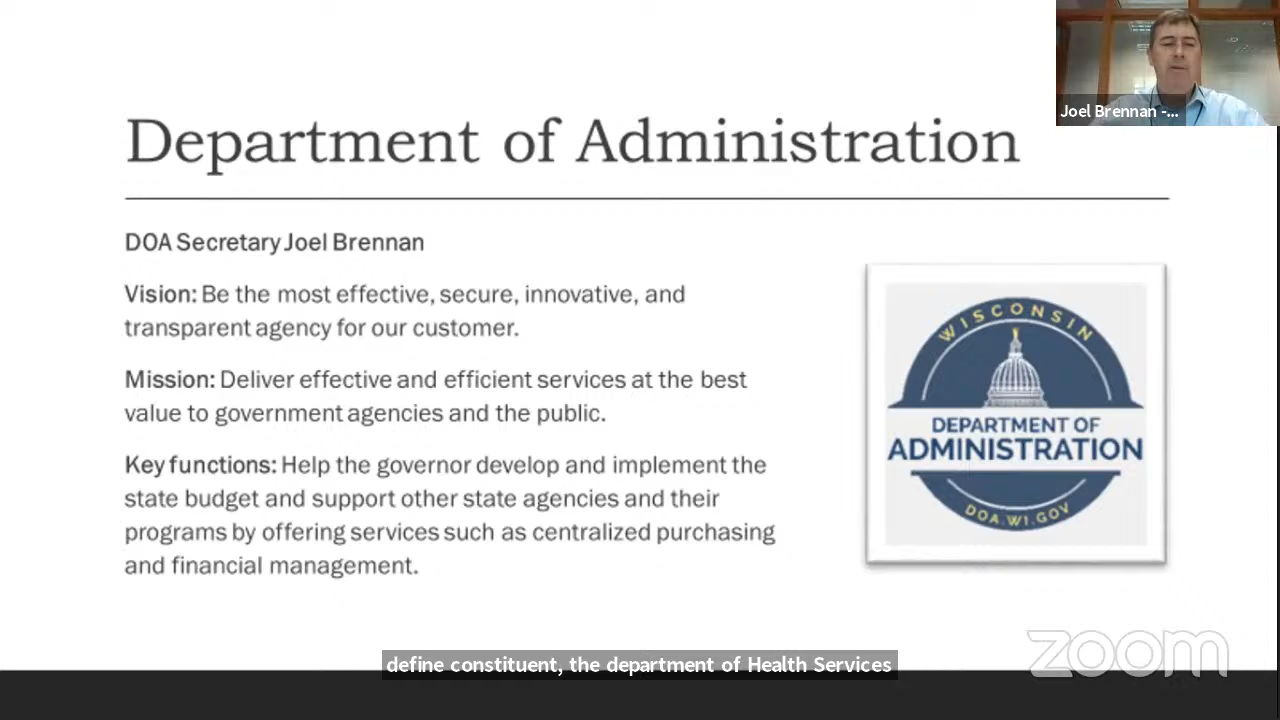 Joel Brennan -...
Department of Administration
DOA Secretary Joel Brennan
Vision: Be the most effective, secure, innovative, and
transparent agency for our customer.
Mission: Deliver effective and efficient services at the best
value to government agencies and the public.
Key functions: Help the governor develop and implement the
state budget and support other state agencies and their
programs by offering services such as centralized purchasing
and financial management.
WISCONSIN
DEPARTMENT OF
ADMINISTRATION
DOA.WI.GOV
define constituent, the department of Health Services
zoom